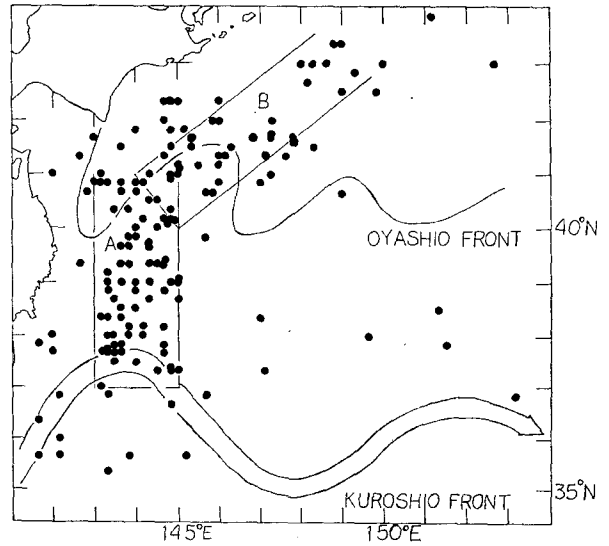 B
A
OYASHIO FRONT
40°N
35°N
KUROSHIO FRONT
145°E 150°E